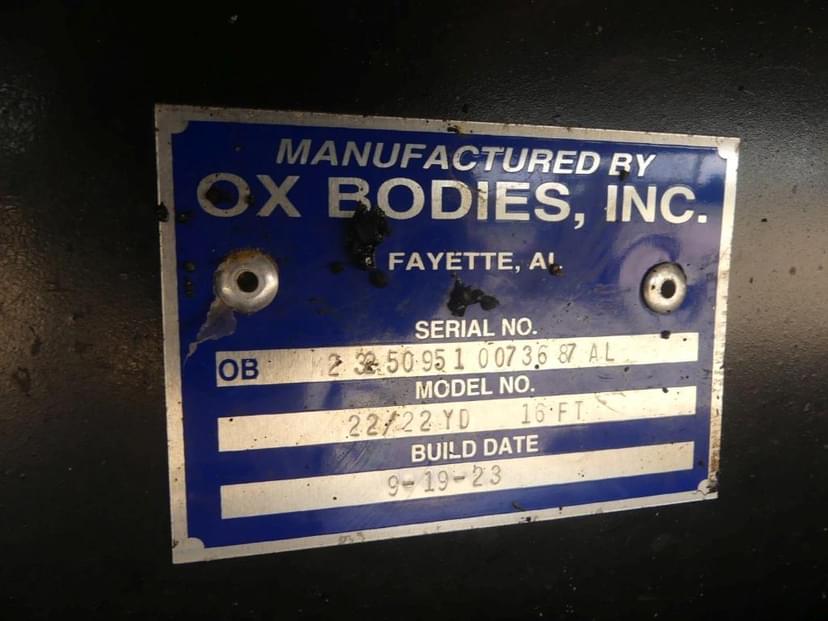 MANUFACTURED BY
OX BODIES, INC.
FAYETTE, AL
SERIAL NO.
OB
MODEL NO.
22/22 YD 16 FT
BUILD DATE
9-19-23